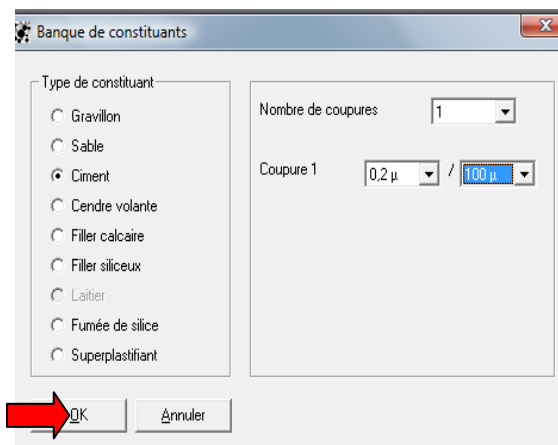 Banque de constituants
Type de constituant
Gravillon
Sable
Ciment
Cendre volante
Filler calcaire
Filler siliceux
Laitier
Fumée de silice
Superplastifiant
Nombre de coupures 1
Coupure 1 0,2 µ / 100 µ
OK Annuler